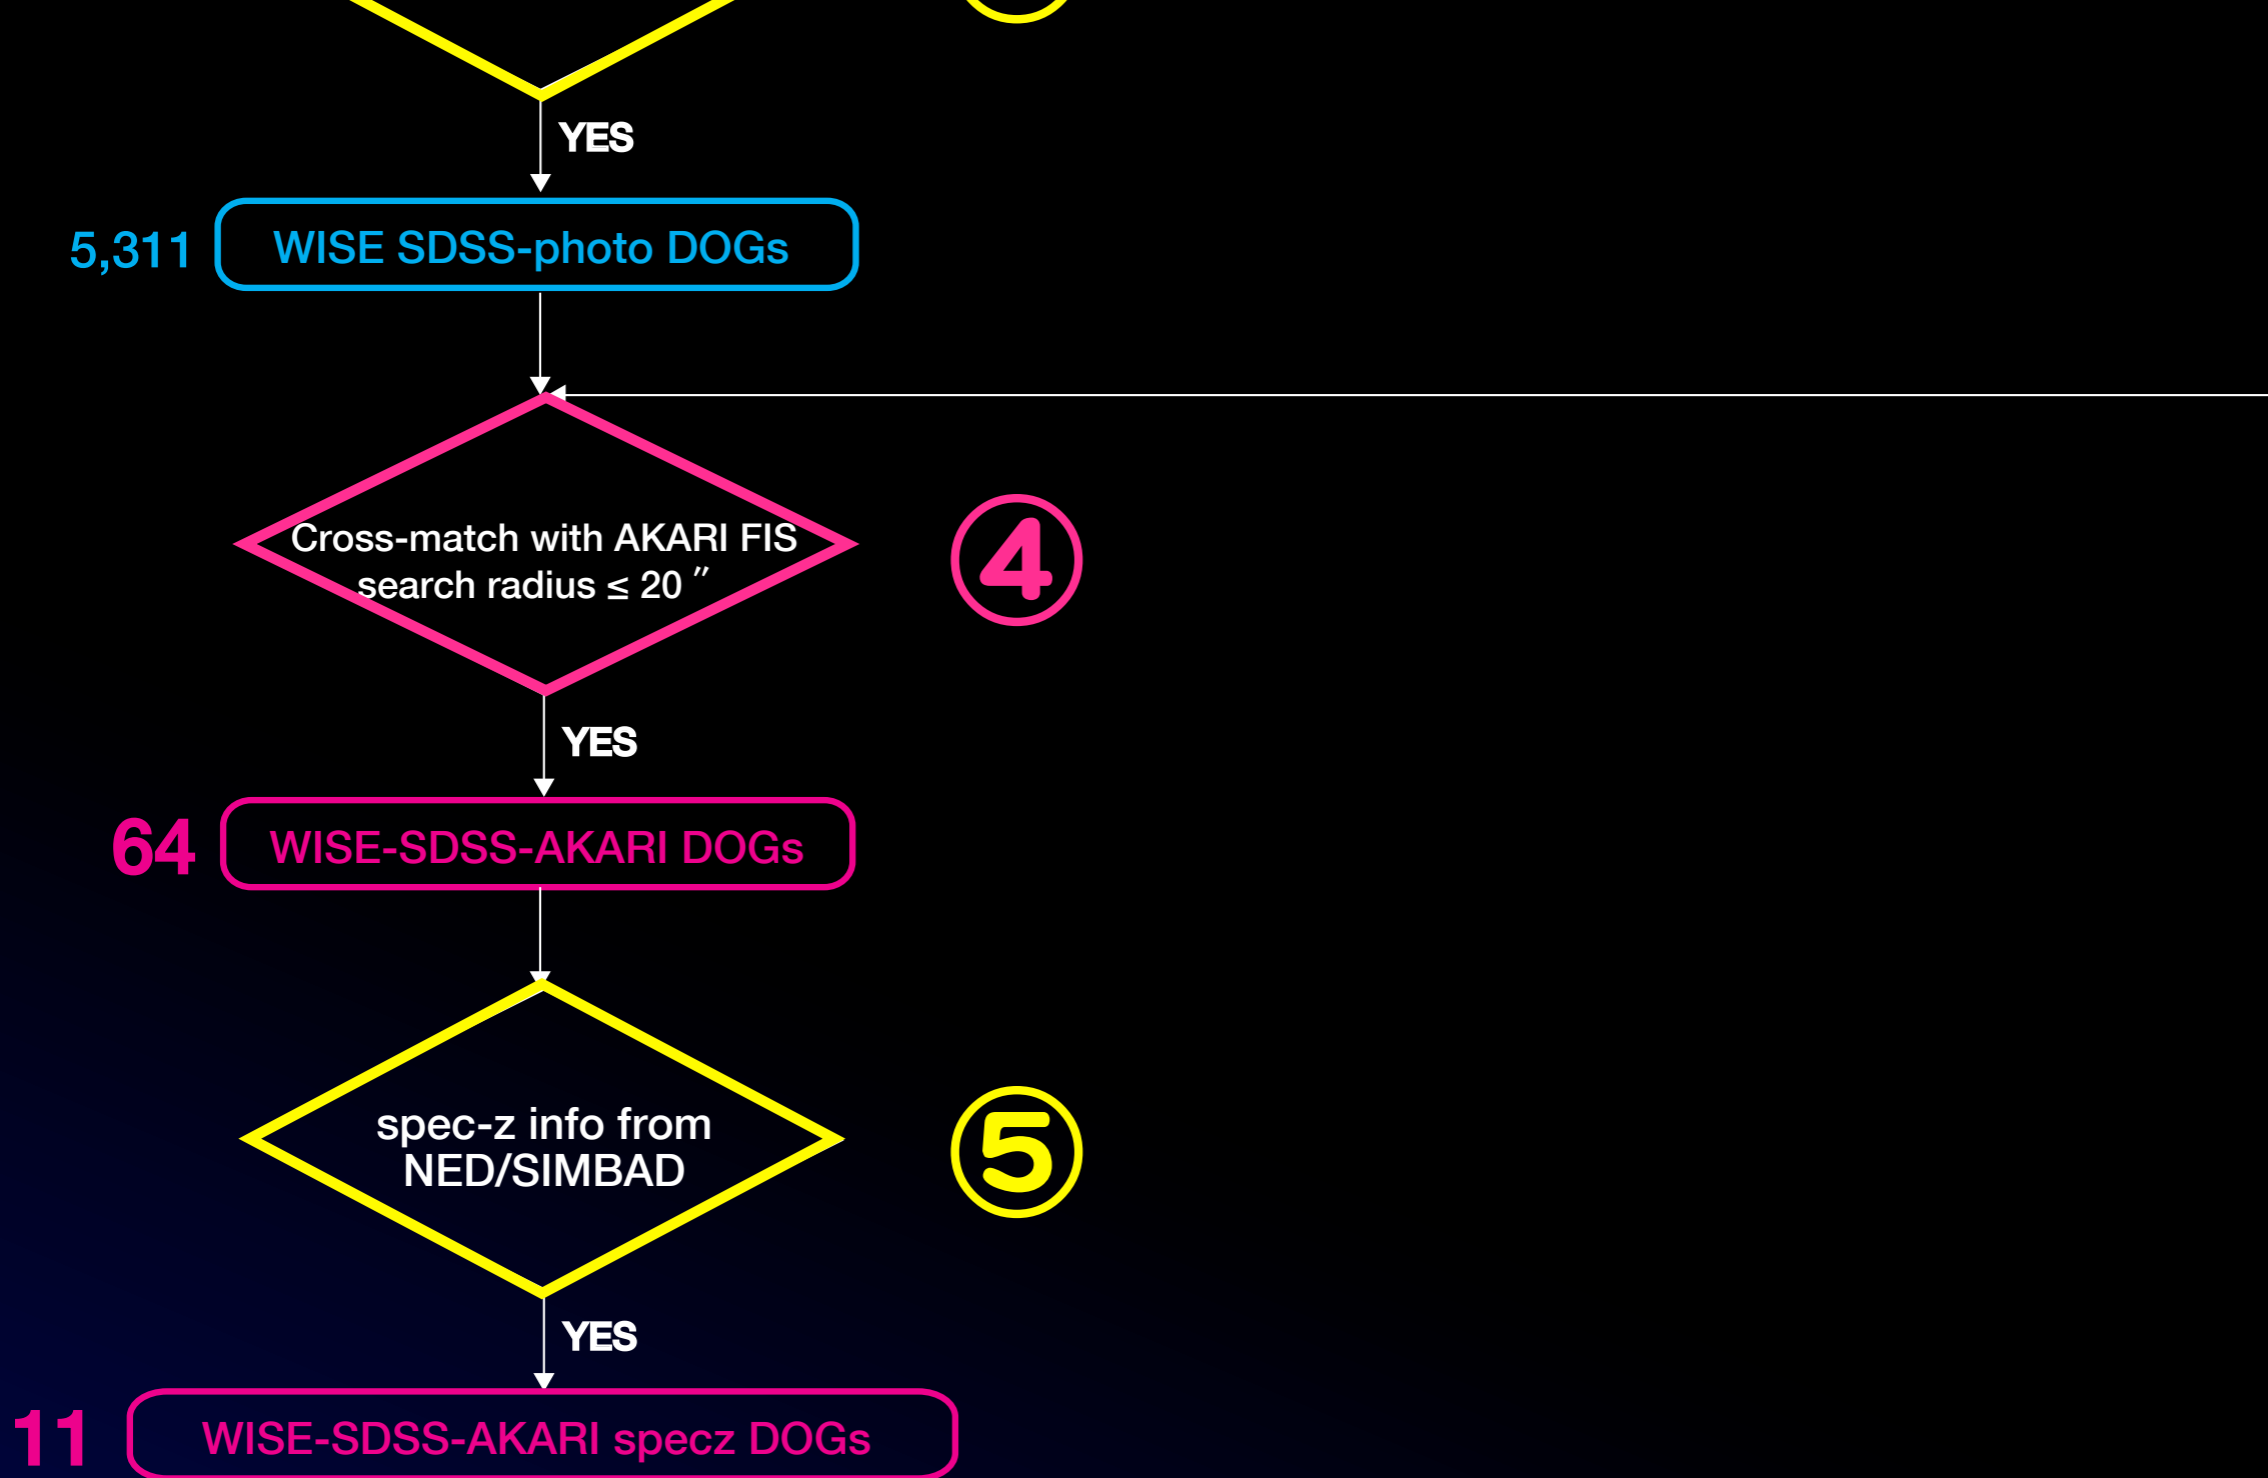 YES
5,311 WISE SDSS-photo DOGs
Cross-match with AKARI FIS
search radius ≤ 20 ″
④
YES
64 WISE-SDSS-AKARI DOGs
spec-z info from
NED/SIMBAD
⑤
YES
11 WISE-SDSS-AKARI specz DOGs